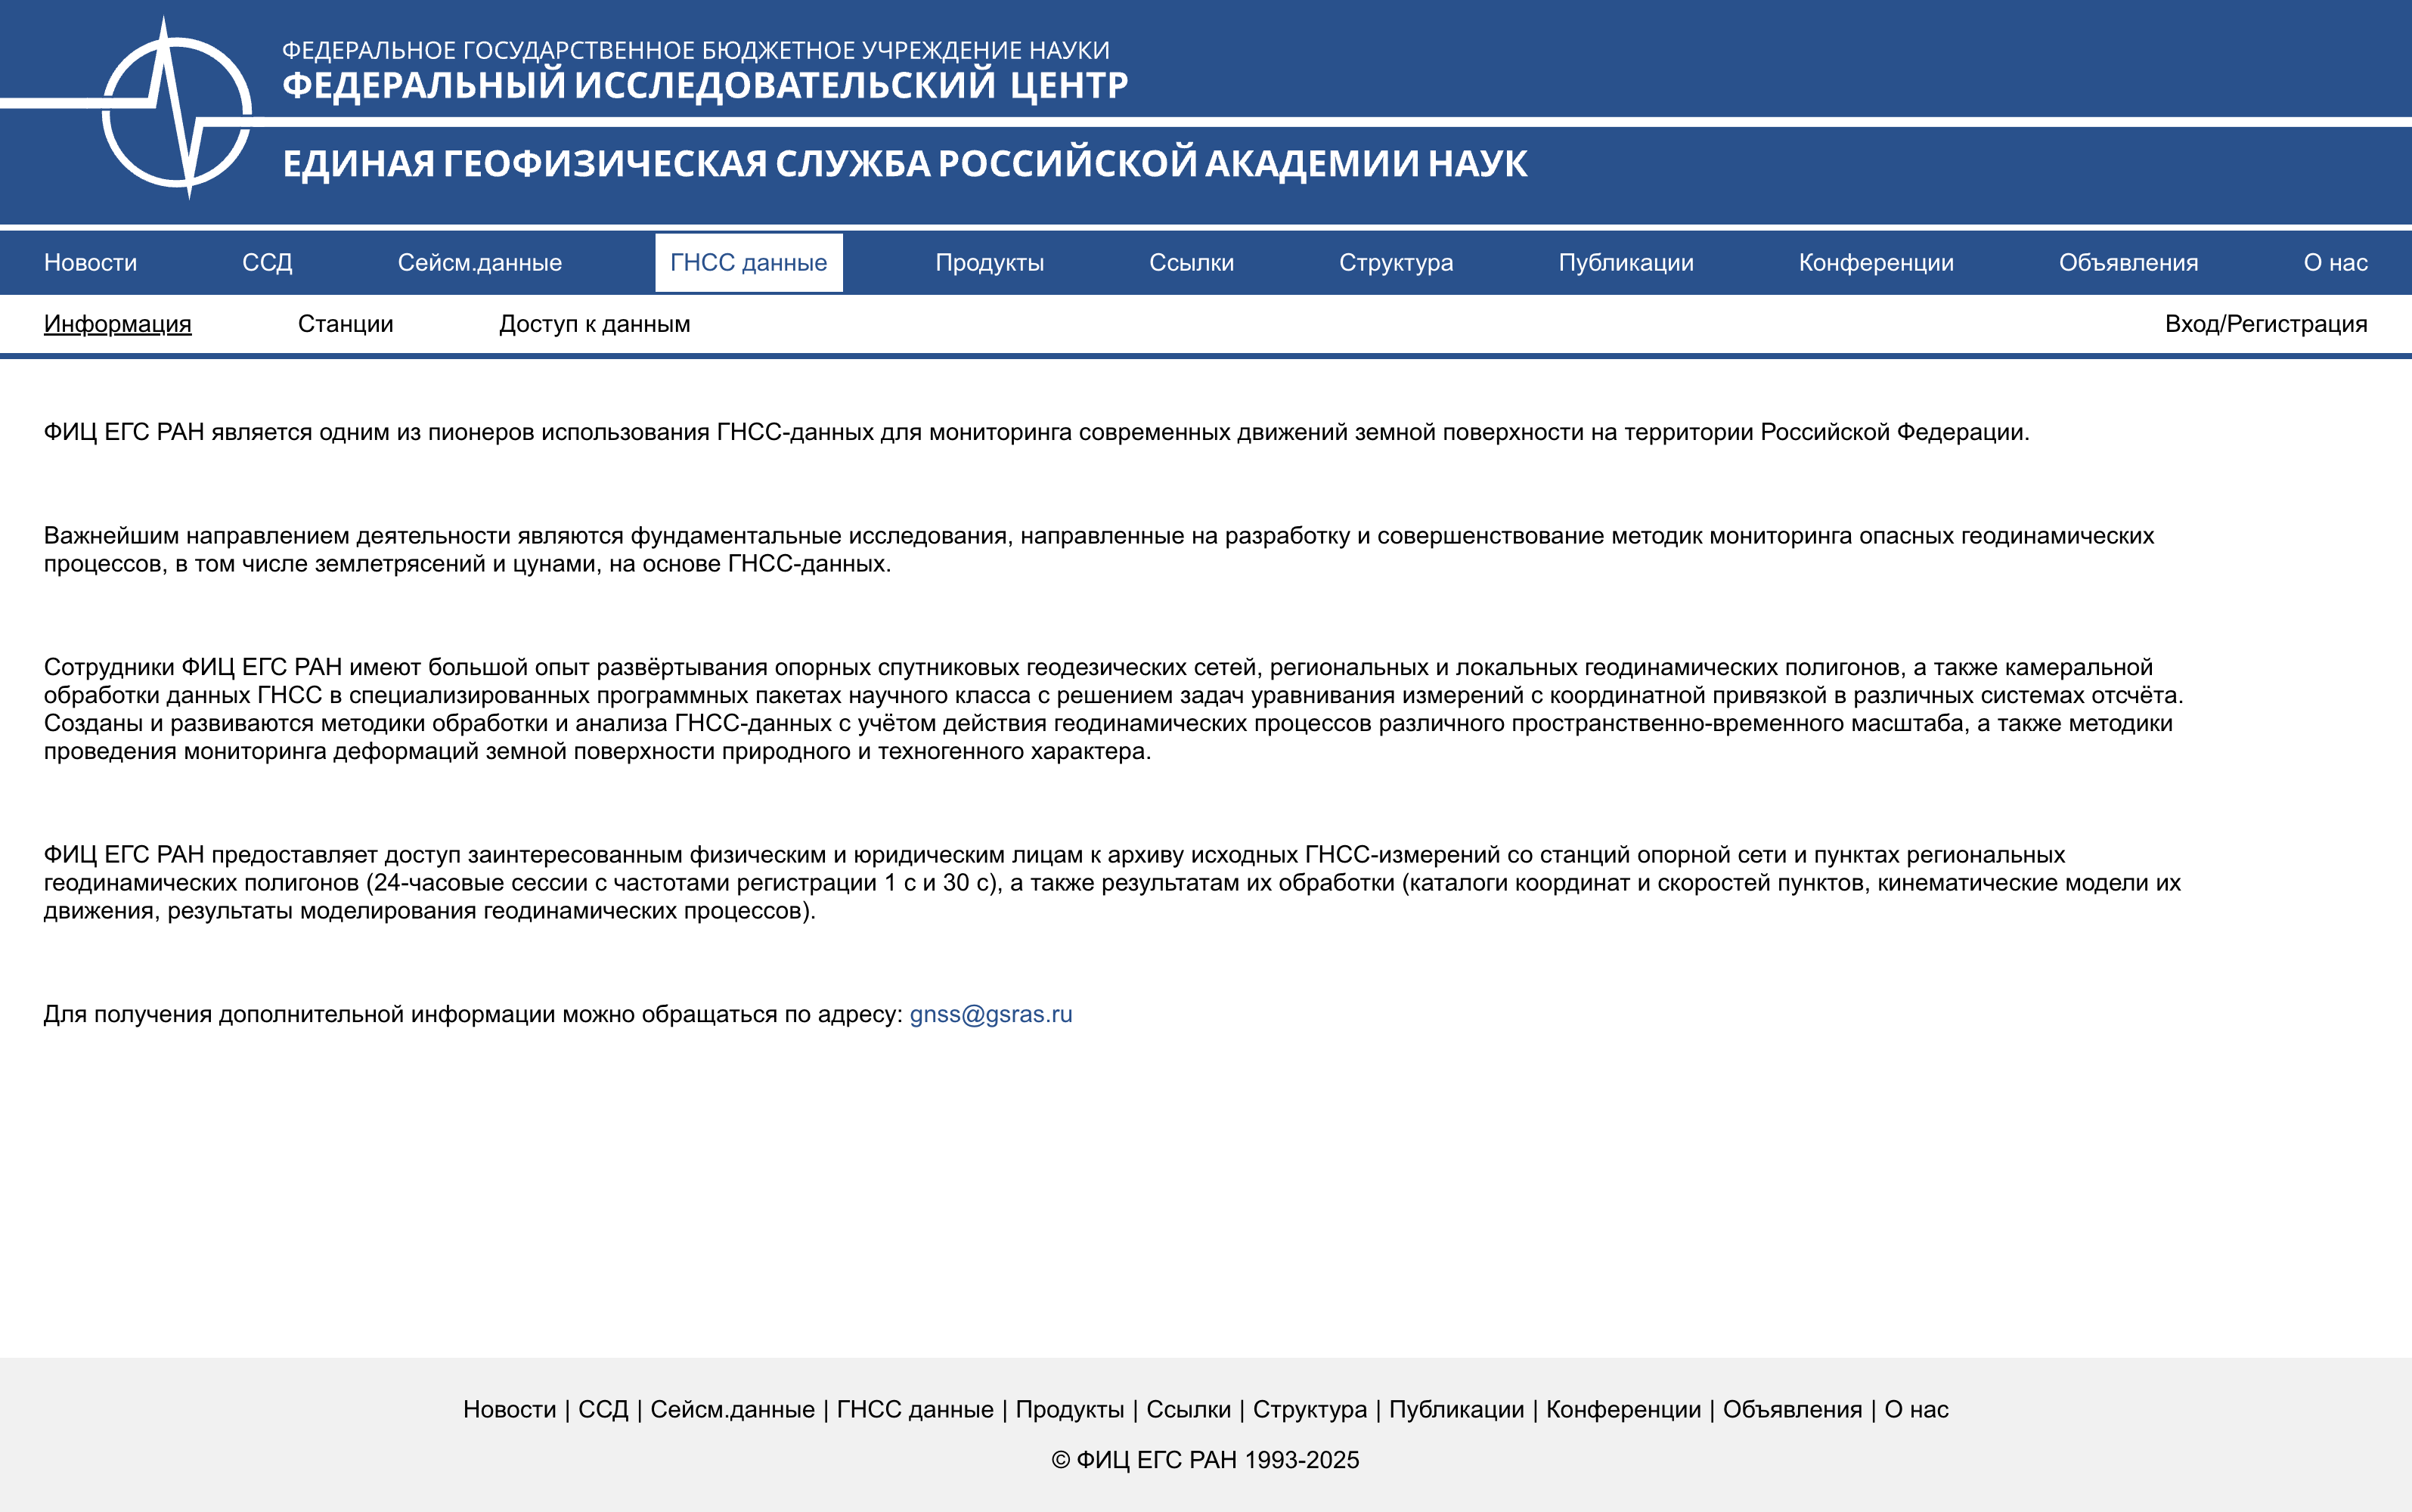 ФЕДЕРАЛЬНОЕ ГОСУДАРСТВЕННОЕ БЮДЖЕТНОЕ УЧРЕЖДЕНИЕ НАУКИ
ФЕДЕРАЛЬНЫЙ ИССЛЕДОВАТЕЛЬСКИЙ ЦЕНТР
ЕДИНАЯ ГЕОФИЗИЧЕСКАЯ СЛУЖБА РОССИЙСКОЙ АКАДЕМИИ НАУК
Новости ССД Сейсм.данные ГНСС данные Продукты Ссылки Структура Публикации Конференции Объявления О нас
Информация Станции Доступ к данным Вход/Регистрация
ФИЦ ЕГС РАН является одним из пионеров использования ГНСС-данных для мониторинга современных движений земной поверхности на территории Российской Федерации.
Важнейшим направлением деятельности являются фундаментальные исследования, направленные на разработку и совершенствование методик мониторинга опасных геодинамических
процессов, в том числе землетрясений и цунами, на основе ГНСС-данных.
Сотрудники ФИЦ ЕГС РАН имеют большой опыт развёртывания опорных спутниковых геодезических сетей, региональных и локальных геодинамических полигонов, а также камеральной
обработки данных ГНСС в специализированных программных пакетах научного класса с решением задач уравнивания измерений с координатной привязкой в различных системах отсчёта.
Созданы и развиваются методики обработки и анализа ГНСС-данных с учётом действия геодинамических процессов различного пространственно-временного масштаба, а также методики
проведения мониторинга деформаций земной поверхности природного и техногенного характера.
ФИЦ ЕГС РАН предоставляет доступ заинтересованным физическим и юридическим лицам к архиву исходных ГНСС-измерений со станций опорной сети и пунктах региональных
геодинамических полигонов (24-часовые сессии с частотами регистрации 1 с и 30 с), а также результатам их обработки (каталоги координат и скоростей пунктов, кинематические модели их
движения, результаты моделирования геодинамических процессов).
Для получения дополнительной информации можно обращаться по адресу: gnss@gsras.ru
Новости | ССД | Сейсм.данные | ГНСС данные | Продукты | Ссылки | Структура | Публикации | Конференции | Объявления | О нас
© ФИЦ ЕГС РАН 1993-2025